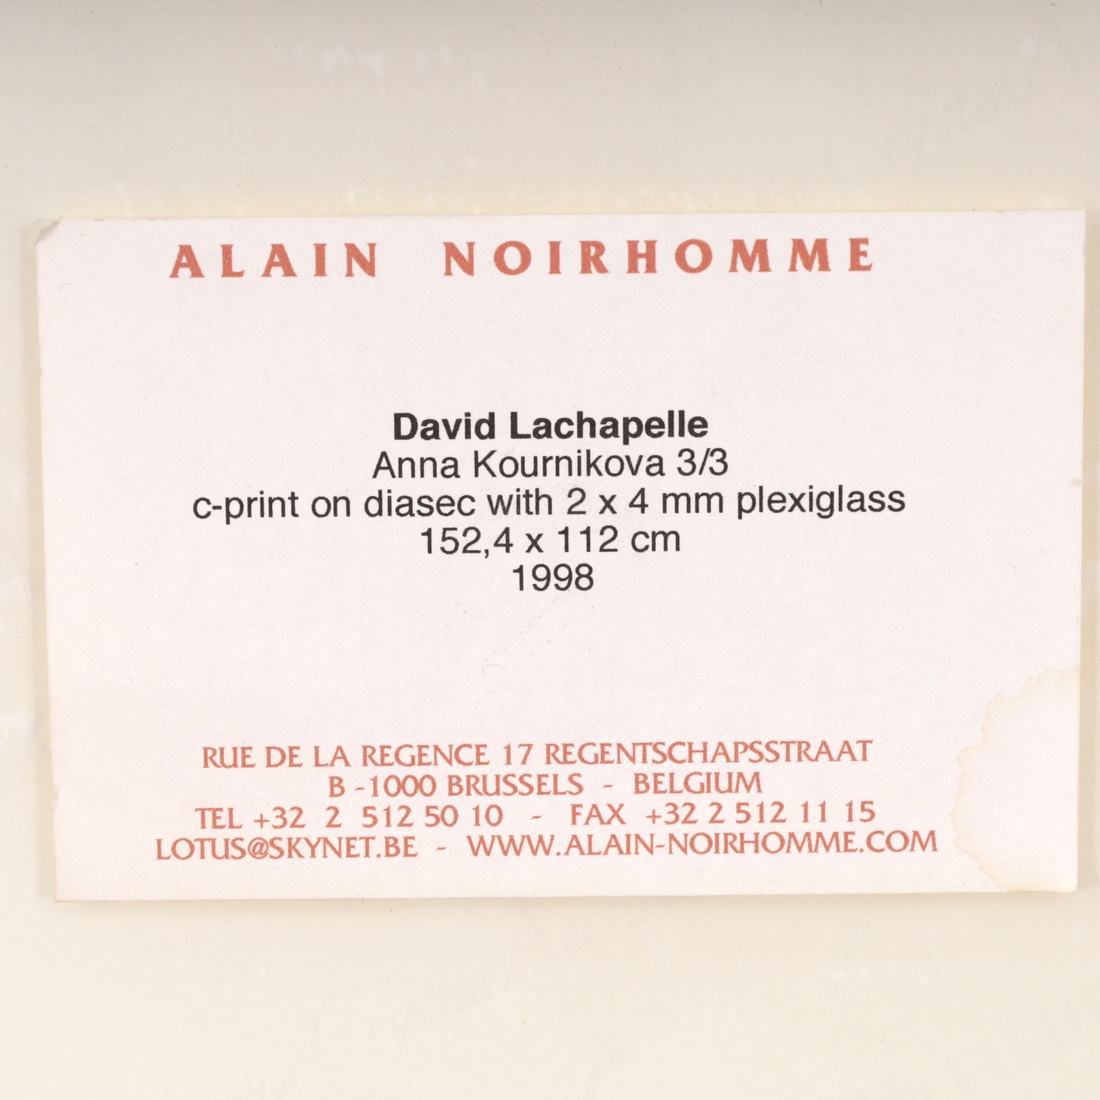 ALAIN NOIRHOMME
David Lachapelle
Anna Kournikova 3/3
c-print on diasec with 2 x 4 mm plexiglass
152,4 x 112 cm
1998
RUE DE LA REGENCE 17 REGENTSCHAPSSTRAAT
B -1000 BRUSSELS - BELGIUM
TEL +32 2 512 50 10 - FAX +32 2 512 11 15
LOTUS@SKYNET.BE - WWW.ALAIN-NOIRHOMME.COM